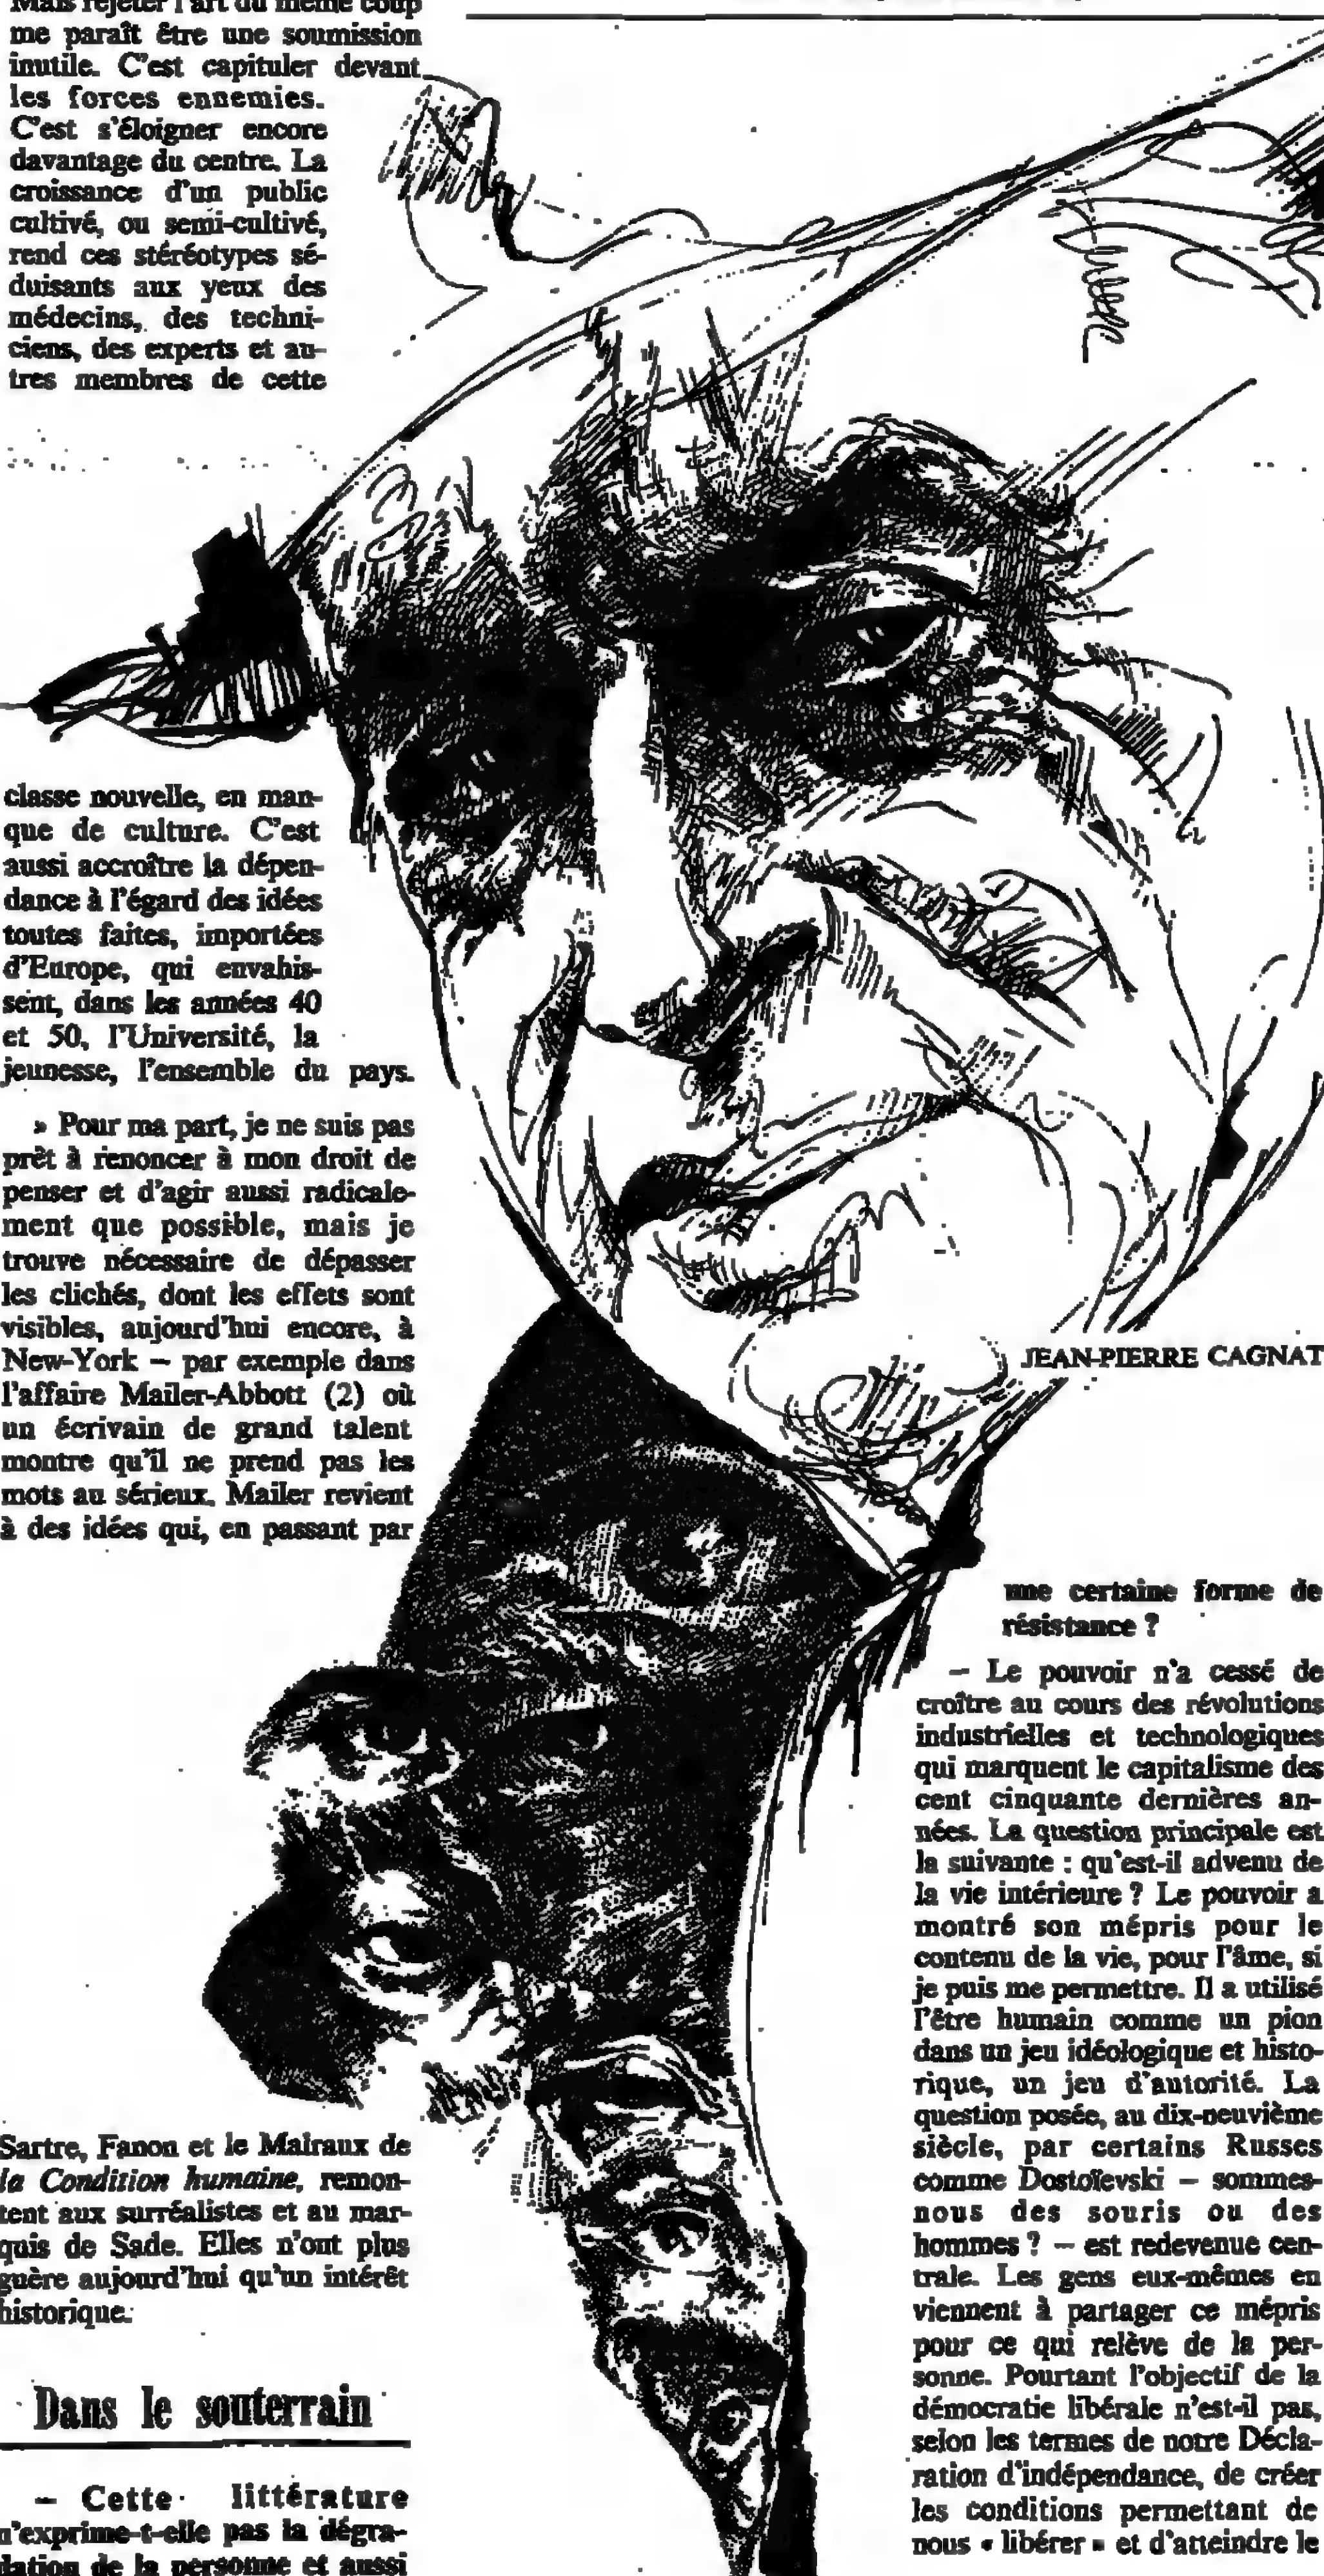 Mais rejeter l'art du même coup
me paraît être une soumission
inutile. C'est capituler devant
les forces ennemies.
C'est s'éloigner encore
davantage du centre. La
croissance d'un public
cultivé, ou semi-cultivé,
rend ces stéréotypes sé-
duisants aux yeux des
médecins, des techni-
ciens, des experts et au-
tres membres de cette
classe nouvelle, en man-
que de culture. C'est
aussi accroître la dépen-
dance à l'égard des idées
toutes faites, importées
d'Europe, qui envahis-
sent, dans les années 40
et 50, l'Université, la
jeunesse, l'ensemble du pays.
» Pour ma part, je ne suis pas
prêt à renoncer à mon droit de
penser et d'agir aussi radicale-
ment que possible, mais je
trouve nécessaire de dépasser
les clichés, dont les effets sont
visibles, aujourd'hui encore, à
New-York – par exemple dans
l'affaire Mailer-Abbott (2) où
un écrivain de grand talent
montre qu'il ne prend pas les
mots au sérieux. Mailer revient
à des idées qui, en passant par
Sartre, Fanon et le Malraux de
la Condition humaine, remon-
tent aux surréalistes et au mar-
quis de Sade. Elles n'ont plus
guère aujourd'hui qu'un intérêt
historique.
Dans le souterrain
– Cette littérature
n'exprime-t-elle pas la dégra-
dation de la personne et aussi
JEAN-PIERRE CAGNAT
une certaine forme de
résistance ?
– Le pouvoir n'a cessé de
croître au cours des révolutions
industrielles et technologiques
qui marquent le capitalisme des
cent cinquante dernières an-
nées. La question principale est
la suivante : qu'est-il advenu de
la vie intérieure ? Le pouvoir a
montré son mépris pour le
contenu de la vie, pour l'âme, si
je puis me permettre. Il a utilisé
l'être humain comme un pion
dans un jeu idéologique et histo-
rique, un jeu d'autorité. La
question posée, au dix-neuvième
siècle, par certains Russes
comme Dostoïevski – sommes-
nous des souris ou des
hommes ? – est redevenue cen-
trale. Les gens eux-mêmes en
viennent à partager ce mépris
pour ce qui relève de la per-
sonne. Pourtant l'objectif de la
démocratie libérale n'est-il pas,
selon les termes de notre Décla-
ration d'indépendance, de créer
les conditions permettant de
nous « libérer » et d'atteindre le